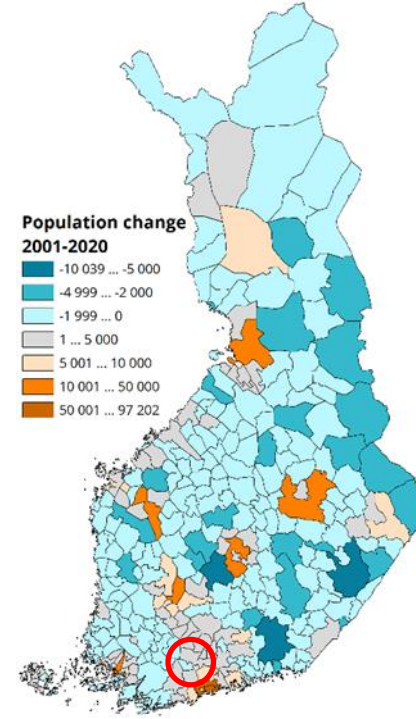 Population change
2001-2020
-10 039 ... -5 000
-4 999 ... -2 000
-1 999 ... 0
1 ... 5 000
5 001 ... 10 000
10 001 ... 50 000
50 001 ... 97 202